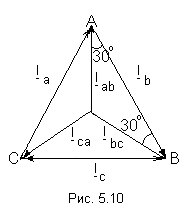 A
30°
İ a
İ ab
İ b
30°
İ ca
İ bc
C
B
İ c
Рис. 5.10